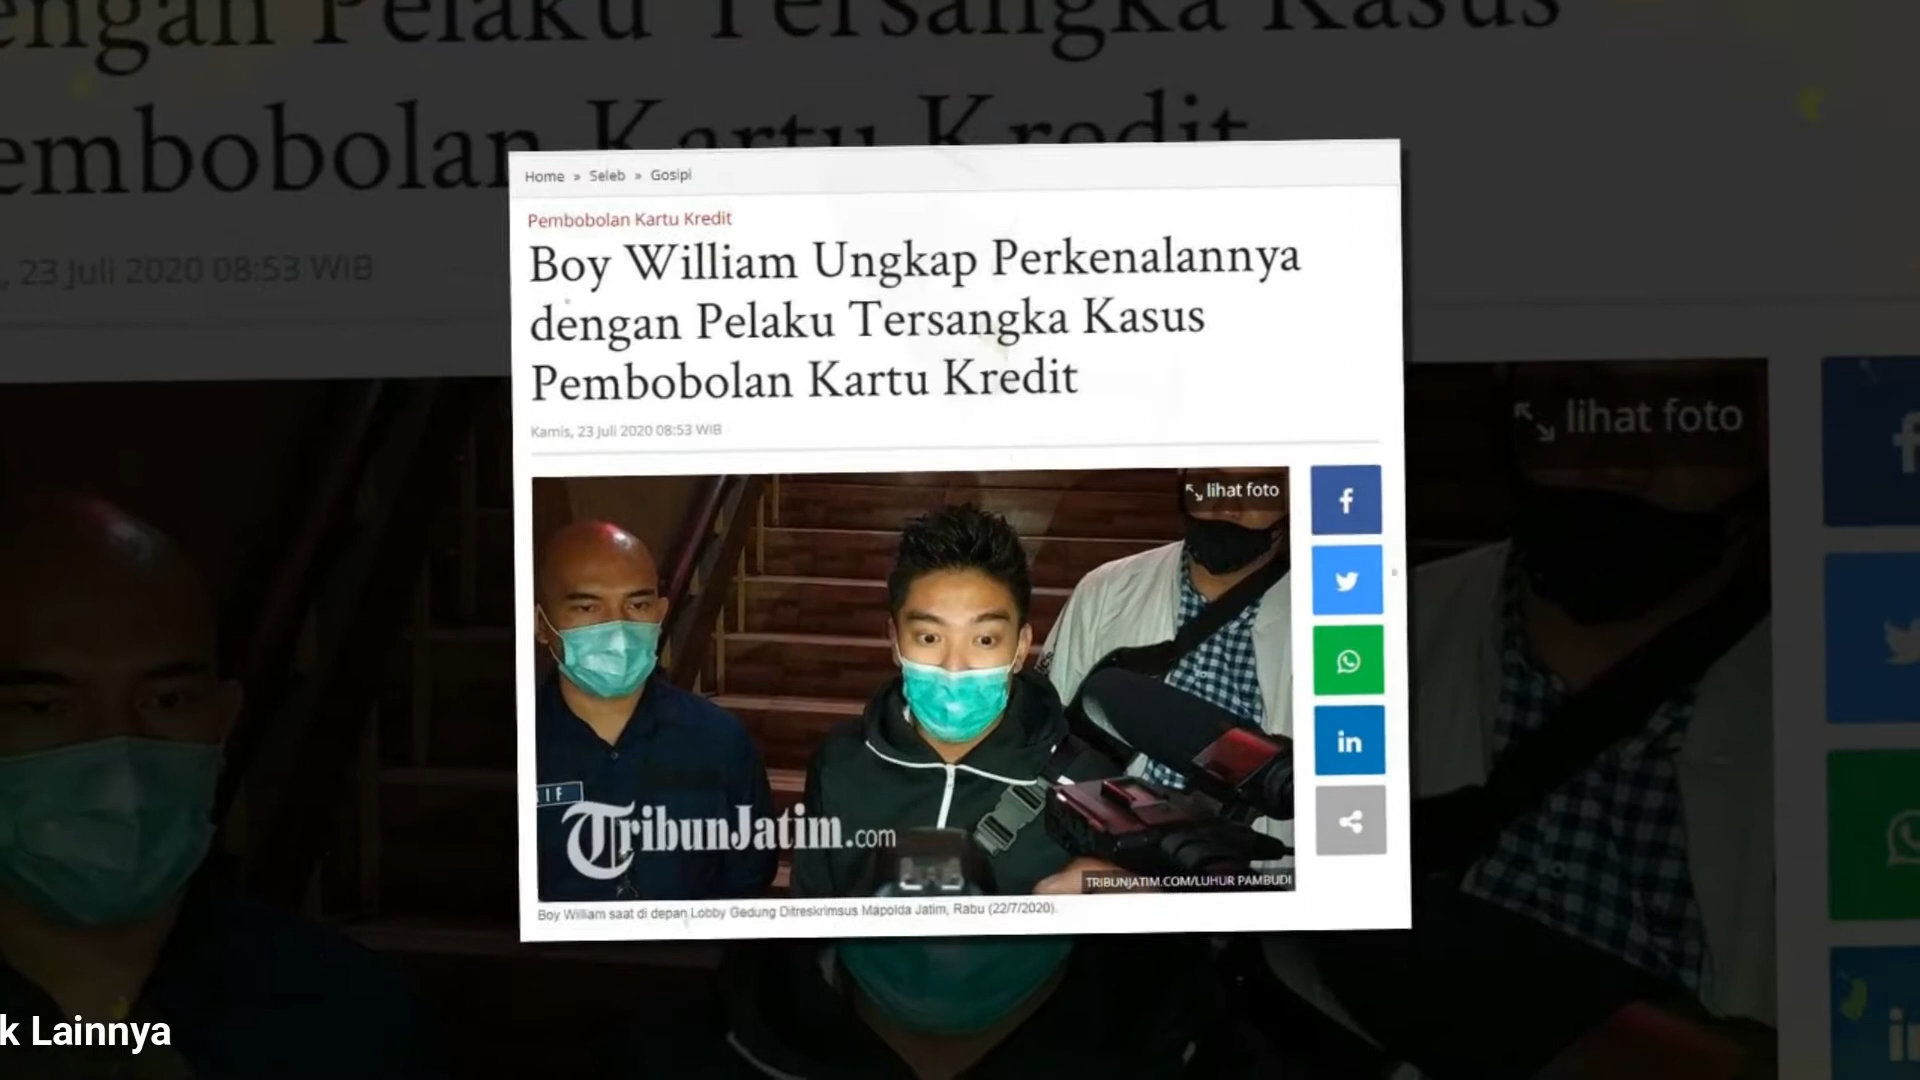 engan Pelaku Tersangka Kasus
embobolan Kartu Kredit
, 23 Juli 2020 08:53 WIB
lihat foto
Home » Seleb » Gosipi
Pembobolan Kartu Kredit
Boy William Ungkap Perkenalannya
dengan Pelaku Tersangka Kasus
Pembobolan Kartu Kredit
Kamis, 23 Juli 2020 08:53 WIB
lihat foto
IF
TribunJatim.com
TRIBUNJATIM.COM/LUHUR PAMBUDI
Boy William saat di depan Lobby Gedung Ditreskrimsus Mapolda Jatim, Rabu (22/7/2020).
f
in
in
k Lainnya